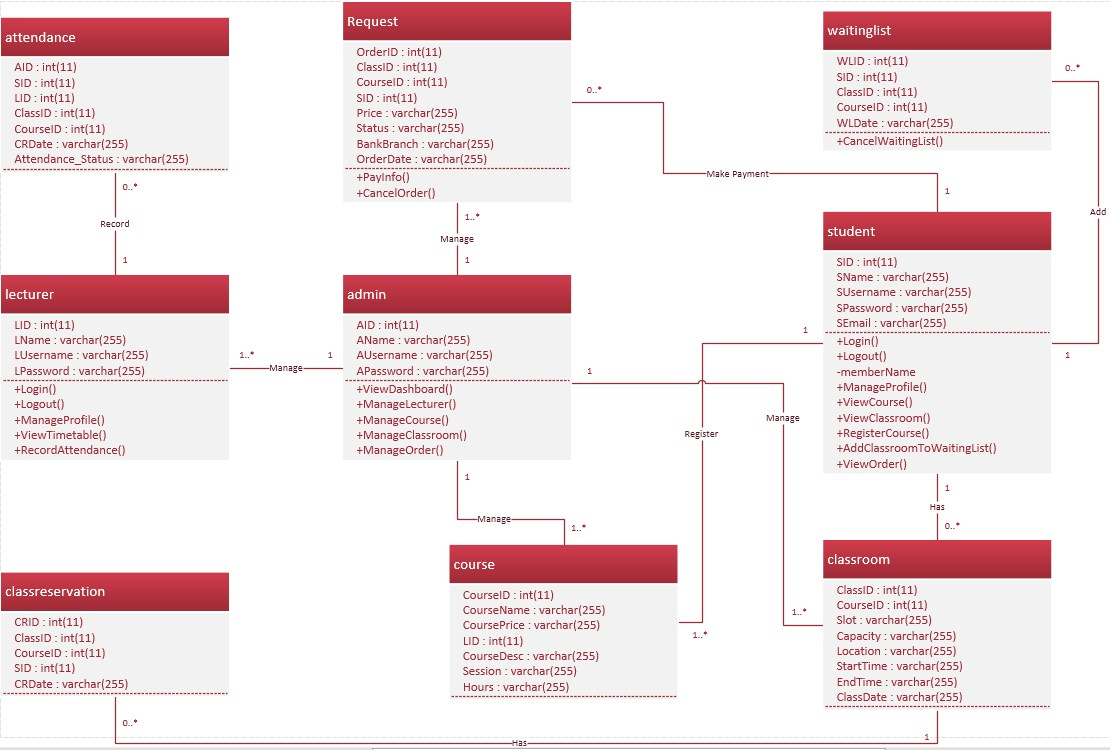 attendance
AID : int(11)
SID : int(11)
LID : int(11)
ClassID : int(11)
CourseID : int(11)
CRDate : varchar(255)
Attendance_Status : varchar(255)
Request
OrderID : int(11)
ClassID : int(11)
CourseID : int(11)
SID : int(11)
Price : varchar(255)
Status : varchar(255)
BankBranch : varchar(255)
OrderDate : varchar(255)
+PayInfo()
+CancelOrder()
waitinglist
WLID : int(11)
SID : int(11)
ClassID : int(11)
CourseID : int(11)
WLDate : varchar(255)
+CancelWaitingList()
0..*
0..*
Make Payment
1
Add
0..*
Record
1
1..*
Manage
1
lecturer
LID : int(11)
LName : varchar(255)
LUsername : varchar(255)
LPassword : varchar(255)
+Login()
+Logout()
+ManageProfile()
+ViewTimetable()
+RecordAttendance()
1..*
Manage
1
admin
AID : int(11)
AName : varchar(255)
AUsername : varchar(255)
APassword : varchar(255)
+ViewDashboard()
+ManageLecturer()
+ManageCourse()
+ManageClassroom()
+ManageOrder()
student
SID : int(11)
SName : varchar(255)
SUsername : varchar(255)
SPassword : varchar(255)
SEmail : varchar(255)
+Login()
+Logout()
-memberName
+ManageProfile()
+ViewCourse()
+ViewClassroom()
+RegisterCourse()
+AddClassroomToWaitingList()
+ViewOrder()
1
1
1
Register
Manage
1
Manage
1..*
1
Has
0..*
course
CourseID : int(11)
CourseName : varchar(255)
CoursePrice : varchar(255)
LID : int(11)
CourseDesc : varchar(255)
Session : varchar(255)
Hours : varchar(255)
1..*
1..*
classroom
ClassID : int(11)
CourseID : int(11)
Slot : varchar(255)
Capacity : varchar(255)
Location : varchar(255)
StartTime : varchar(255)
EndTime : varchar(255)
ClassDate : varchar(255)
classreservation
CRID : int(11)
ClassID : int(11)
CourseID : int(11)
SID : int(11)
CRDate : varchar(255)
0..*
Has
1